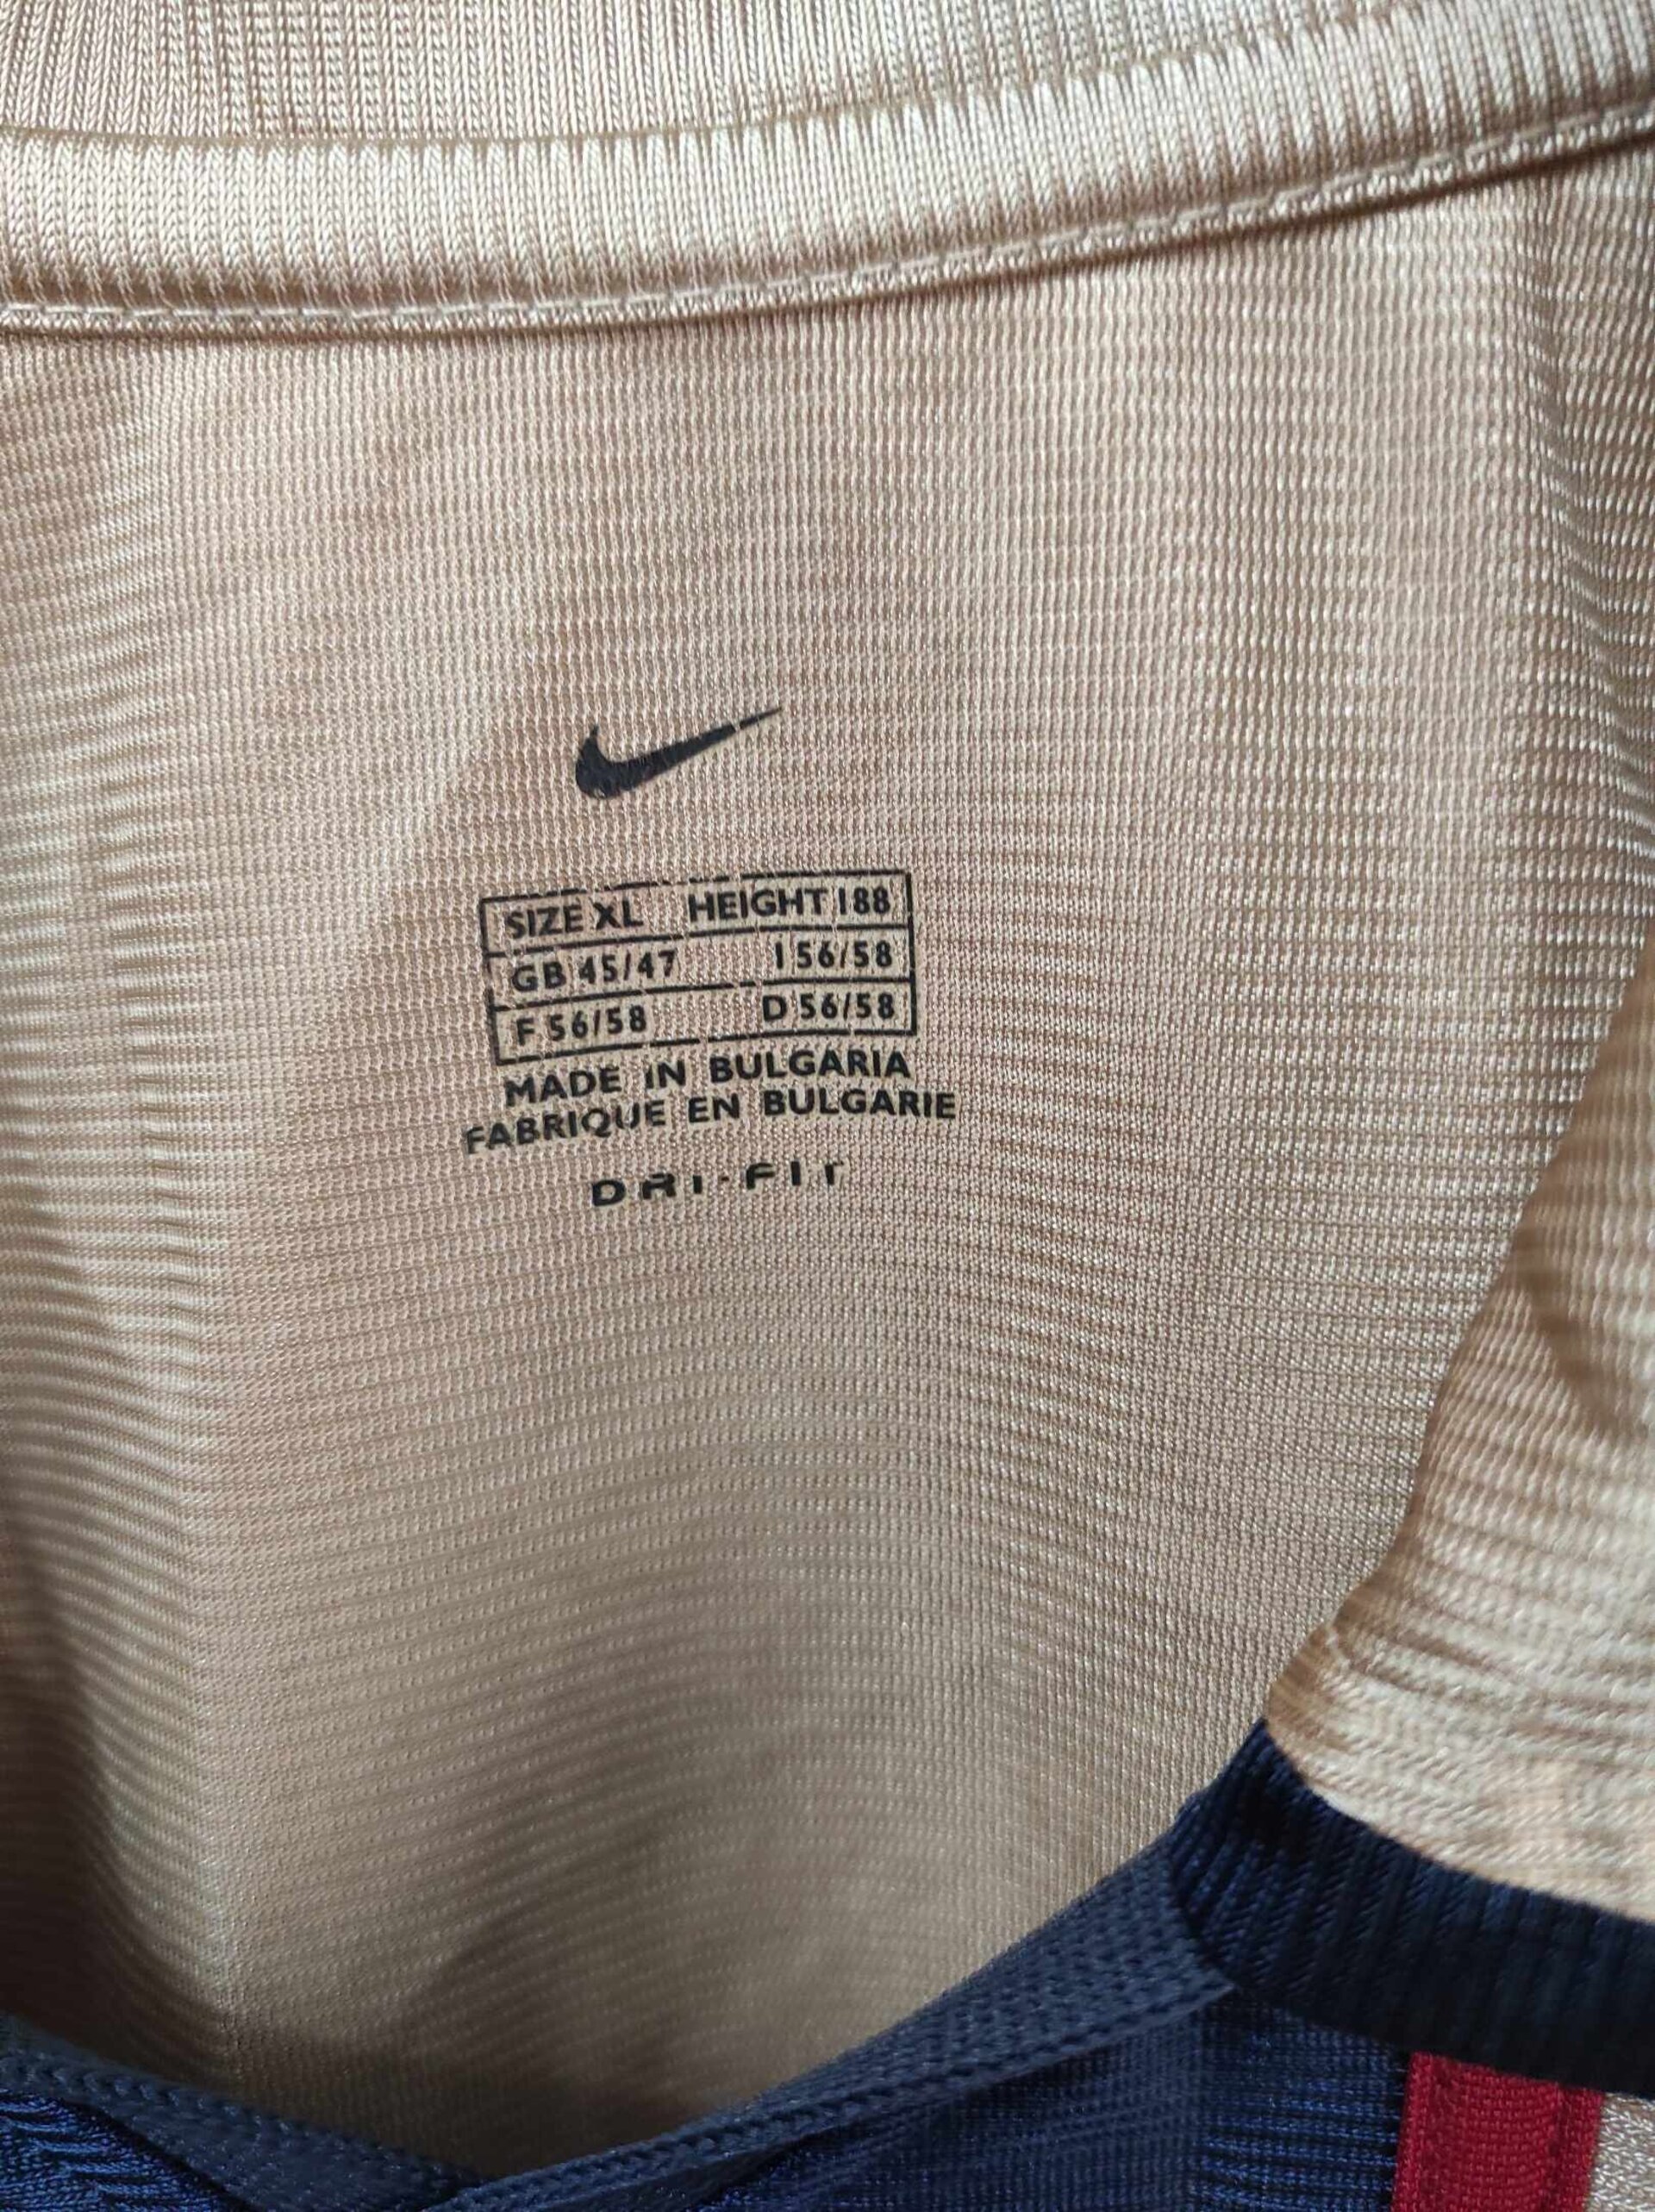 SIZE XL HEIGHT 188
GB 45/47 I 56/58
F 56/58 D 56/58
MADE IN BULGARIA
FABRIQUE EN BULGARIE
DRI-FIT